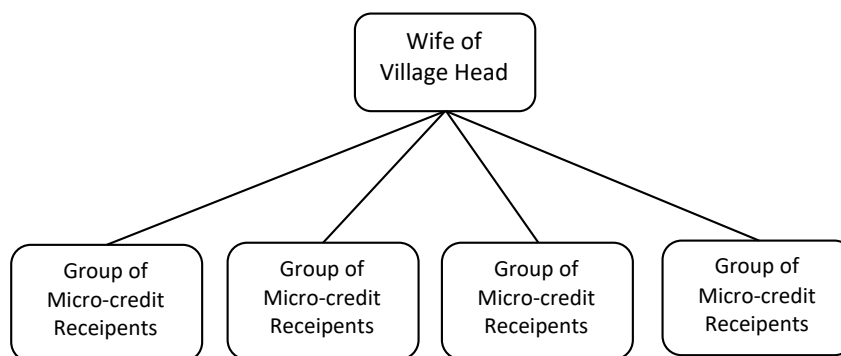 Wife of
Village Head
Group of
Micro-credit
Receipents
Group of
Micro-credit
Receipents
Group of
Micro-credit
Receipents
Group of
Micro-credit
Receipents